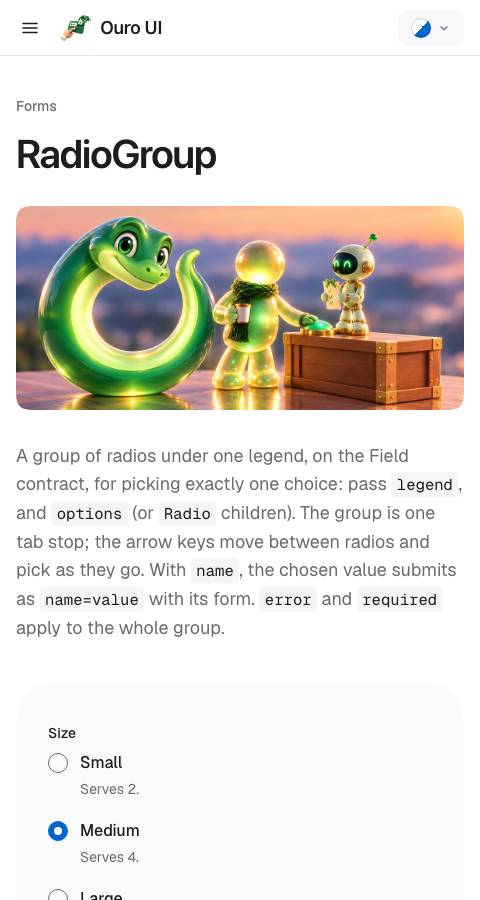 Ouro UI
Forms
RadioGroup
A group of radios under one legend, on the Field
contract, for picking exactly one choice: pass legend,
and options (or Radio children). The group is one
tab stop; the arrow keys move between radios and
pick as they go. With name, the chosen value submits
as name=value with its form. error and required
apply to the whole group.
Size
Small
Serves 2.
Medium
Serves 4.
Large